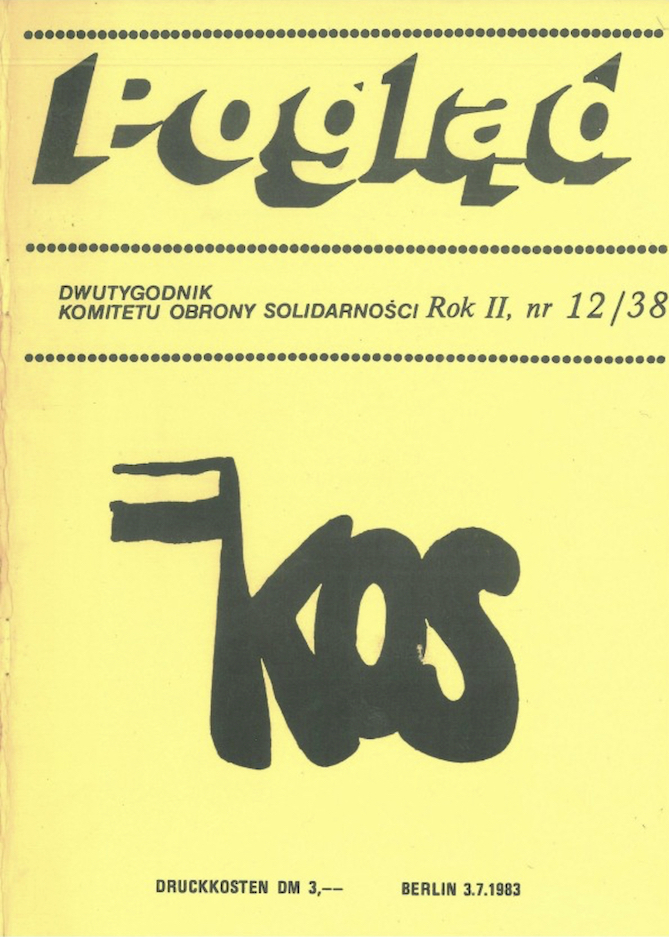 Pogląd
DWUTYGODNIK
KOMITETU OBRONY SOLIDARNOŚCI Rok II, nr 12/38
KOS
DRUCKKOSTEN DM 3,-- BERLIN 3.7.1983